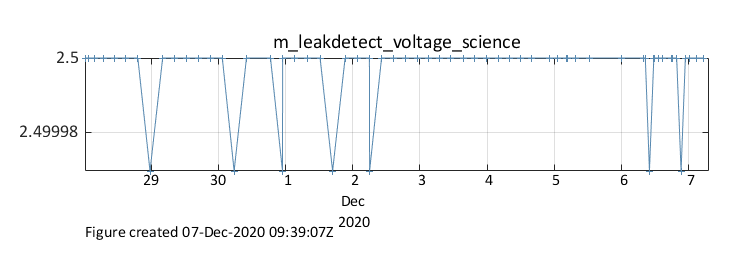 m_leakdetect_voltage_science
2.5
2.49998
29 30 1 2 3 4 5 6 7
Dec
2020
Figure created 07-Dec-2020 09:39:07Z